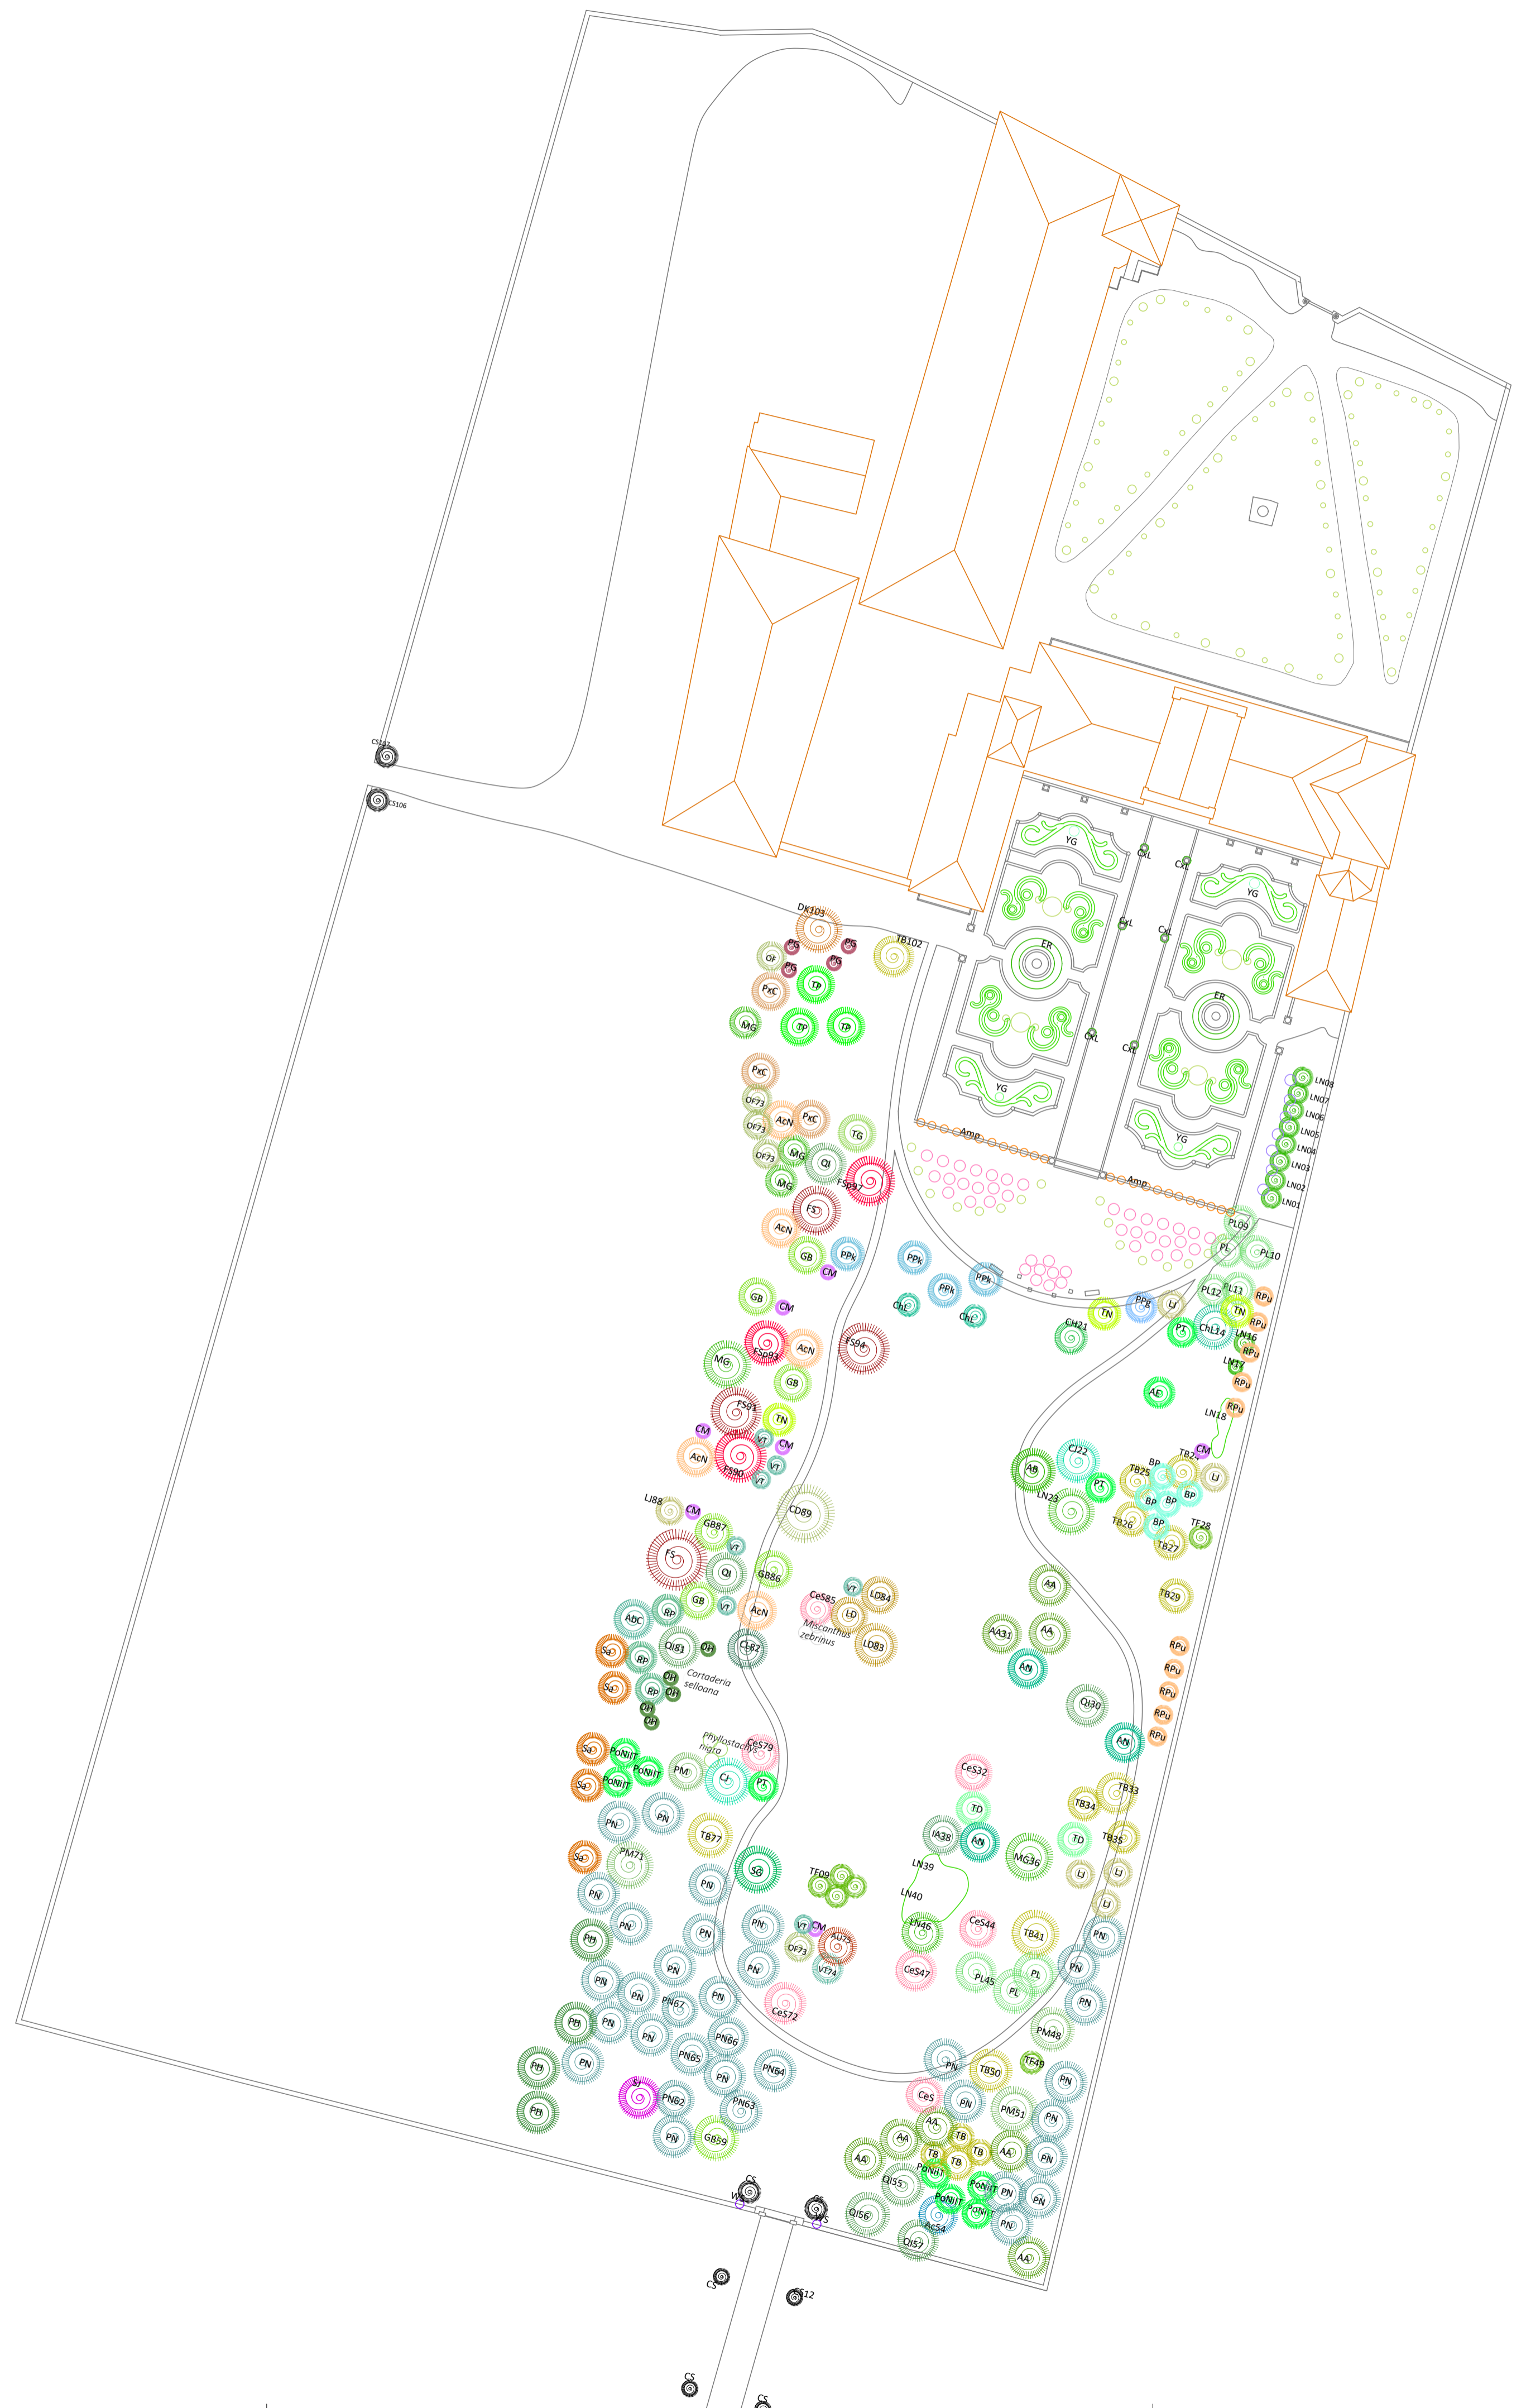 CS107
CS106
YG
CxL
CxL
YG
DK103
PG
PG
TB102
CxL
CxL
ER
OF
PG
PG
PxC
TP
ER
MG
TP
TP
CxL
CxL
PxC
YG
LN08
LN07
OF73
LN06
AcN
PxC
OF73
TG
Amp
LN05
YG
LN04
OF73
MG
QI
LN03
MG
FSp97
Amp
LN02
LN01
FS
AcN
PL09
GB
PPk
PPk
PL
PL10
CM
PPk
PPk
GB
CM
PL12
PL11
RPu
ChL
ChL
TN
PPg
LJ
TN
RPu
CH21
PT
ChL14
LN16
FSp93
AcN
FS94
RPu
MG
LN17
GB
RPu
AE
FS91
TN
LN18
RPu
CM
VT
CM
AcN
FS90
VT
VT
AB
CJ22
CM
TB25
BP
TB24
LJ
PT
LJ88
CM
CD89
LN23
BP
BP
BP
GB87
TB26
BP
TF28
VT
TB27
FS
QI
GB86
AA
VT
LD84
TB29
GB
VT
AcN
CeS85
LD
AbC
RP
Miscanthus
zebrinus
AA31
AA
Sa
RP
QI81
OH
CL82
LD83
RPu
AN
RPu
OH
Cortaderia
selloana
Sa
RP
OH
RPu
OH
QI30
RPu
OH
RPu
AN
Phyllostachys
nigra
CeS79
Sa
PoNilT
PoNilT
PM
CJ
PT
CeS32
Sa
PoNilT
TB33
TB34
TD
PN
PN
TB77
IA38
AN
TD
TB35
Sa
PM71
SG
MG36
TF09
LN39
LJ
LJ
PN
PN
LN40
LJ
PN
PN
PN
VT
CM
LN46
CeS44
TB41
PN
PH
AU75
OF73
PN
PN
VT74
CeS47
PL45
PL
PN
PN
PN
PL
PN67
PN
CeS72
PN
PH
PN
PN
PN66
PM48
PH
PN
PN65
PN
PN64
PN
TB50
TF49
PN
SJ
PN62
PN63
CeS
PN
PM51
PN
PH
PN
GB59
AA
AA
TB
TB
TB
AA
PN
AA
TB
PoNilT
QI55
PoNilT
PN
PN
PoNilT
PoNilT
QI56
Ac54
PN
QI57
AA
CS
WS
CS
WS
CS
CS12
CS
CS